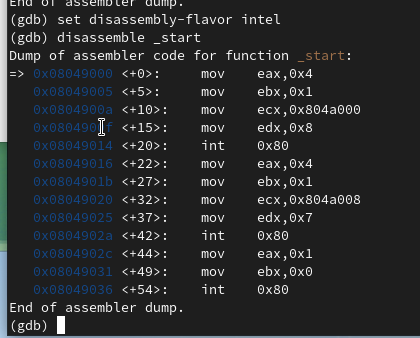 End of assembler dump.
(gdb) set disassembly-flavor intel
(gdb) disassemble _start
Dump of assembler code for function _start:
=> 0x08049000 <+0>: mov eax,0x4
0x08049005 <+5>: mov ebx,0x1
0x0804900a <+10>: mov ecx,0x804a000
0x0804900f <+15>: mov edx,0x8
0x08049014 <+20>: int 0x80
0x08049016 <+22>: mov eax,0x4
0x0804901b <+27>: mov ebx,0x1
0x08049020 <+32>: mov ecx,0x804a008
0x08049025 <+37>: mov edx,0x7
0x0804902a <+42>: int 0x80
0x0804902c <+44>: mov eax,0x1
0x08049031 <+49>: mov ebx,0x0
0x08049036 <+54>: int 0x80
End of assembler dump.
(gdb)